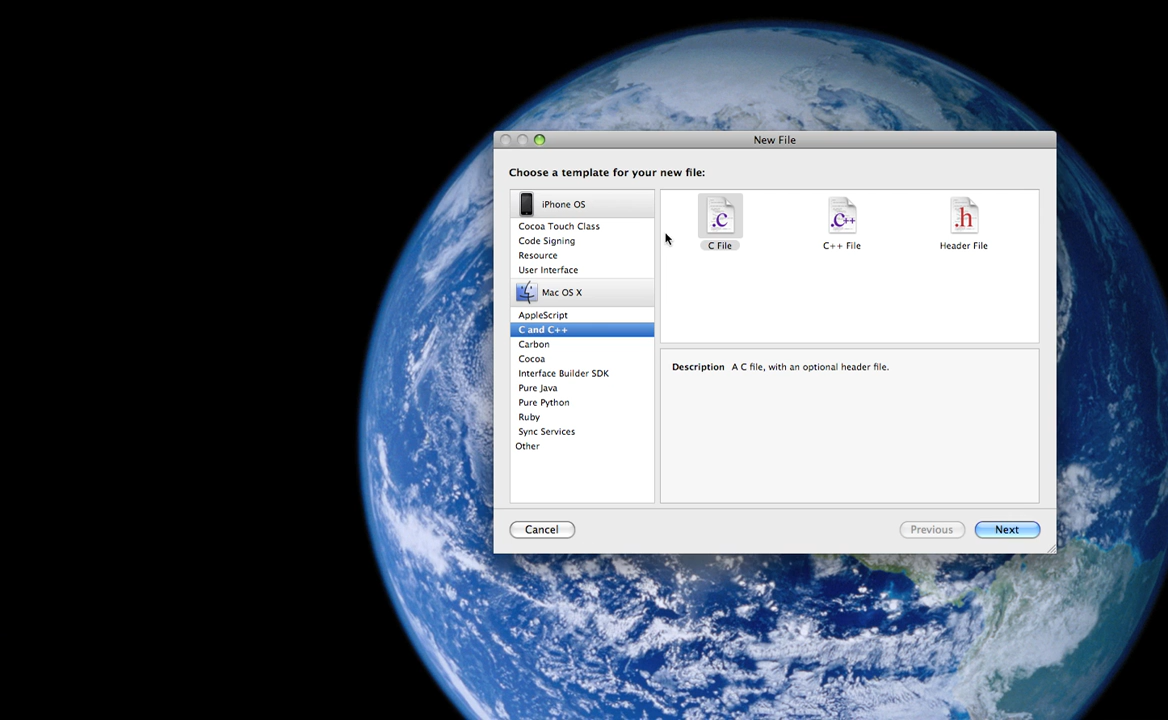 New File
Choose a template for your new file:
iPhone OS
Cocoa Touch Class
Code Signing
Resource
User Interface
Mac OS X
AppleScript
C and C++
Carbon
Cocoa
Interface Builder SDK
Pure Java
Pure Python
Ruby
Sync Services
Other
.c
.c++
.h
C File
C++ File
Header File
Description A C file, with an optional header file.
Cancel
Previous
Next